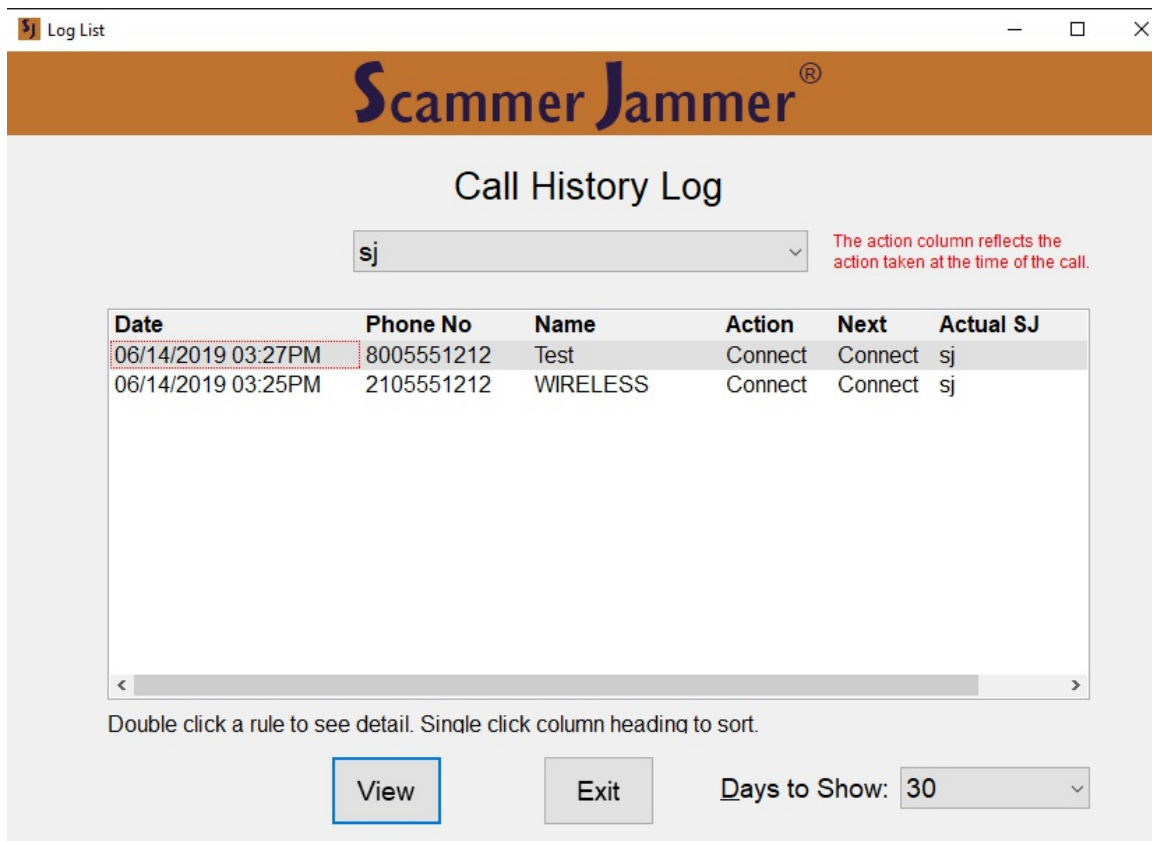 SJ Log List
Scammer Jammer®
Call History Log
sj
The action column reflects the
action taken at the time of the call.
Date Phone No Name Action Next Actual SJ
06/14/2019 03:27PM 8005551212 Test Connect Connect sj
06/14/2019 03:25PM 2105551212 WIRELESS Connect Connect sj
Double click a rule to see detail. Single click column heading to sort.
View Exit Days to Show: 30